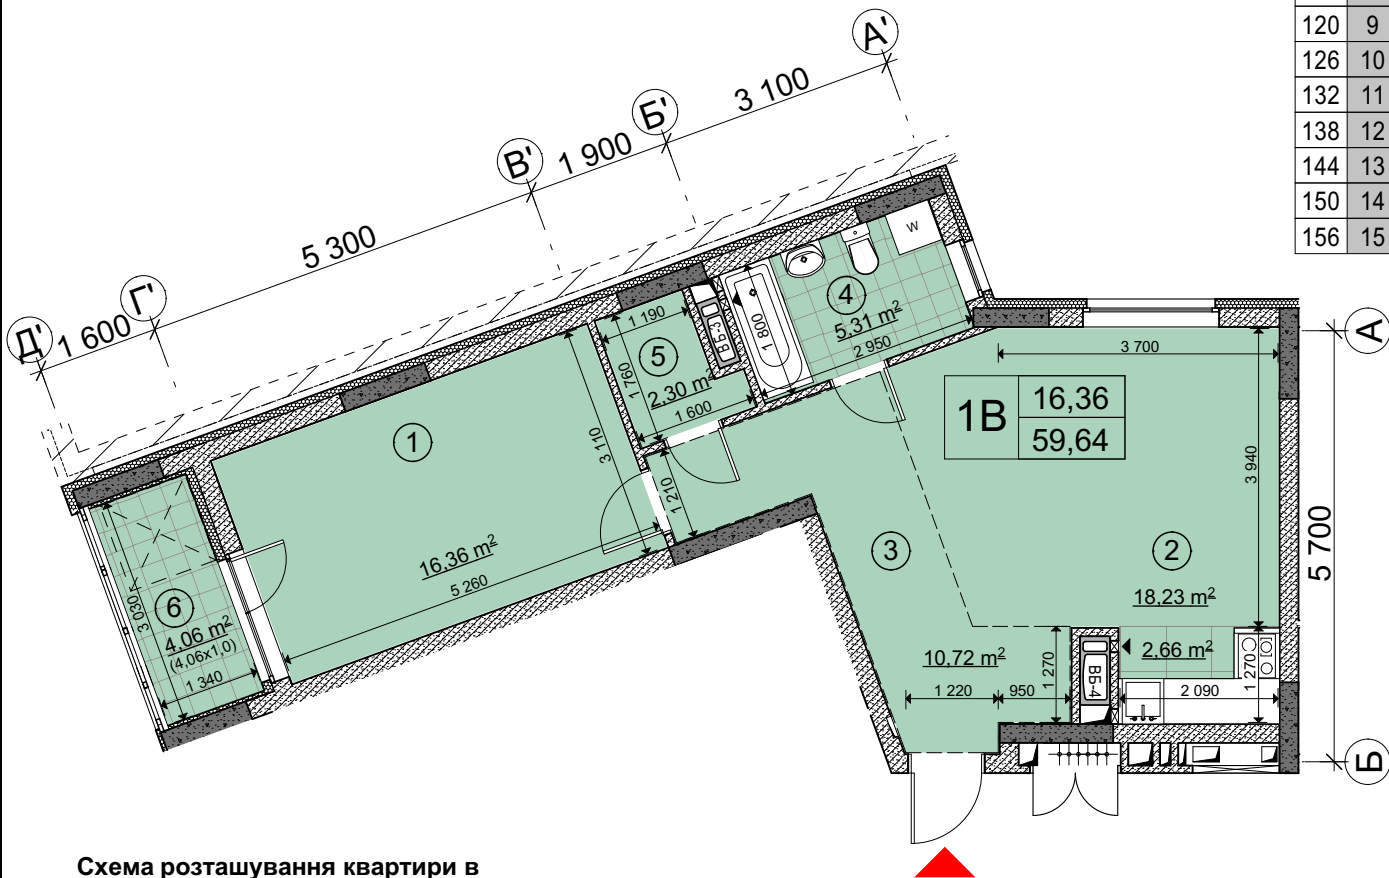 120 9
126 10
132 11
138 12
144 13
150 14
156 15
А'
3 100
Б'
1 900
В'
5 300
Г'
1 600
Д'
W
4
5,31 m²
1 800
2 950
ВБ-3
1 190
5
1 760
2,30 m²
1 600
А
3 700
1В
16,36
59,64
1
3 110
1 210
16,36 m²
5 260
3 940
5 700
3
2
18,23 m²
6
3 030
4,06 m²
(4,06x1,0)
1 340
10,72 m²
1 270
2,66 m²
1 270
ВБ-4
1 220
950
2 090
Б
Схема розташування квартири в